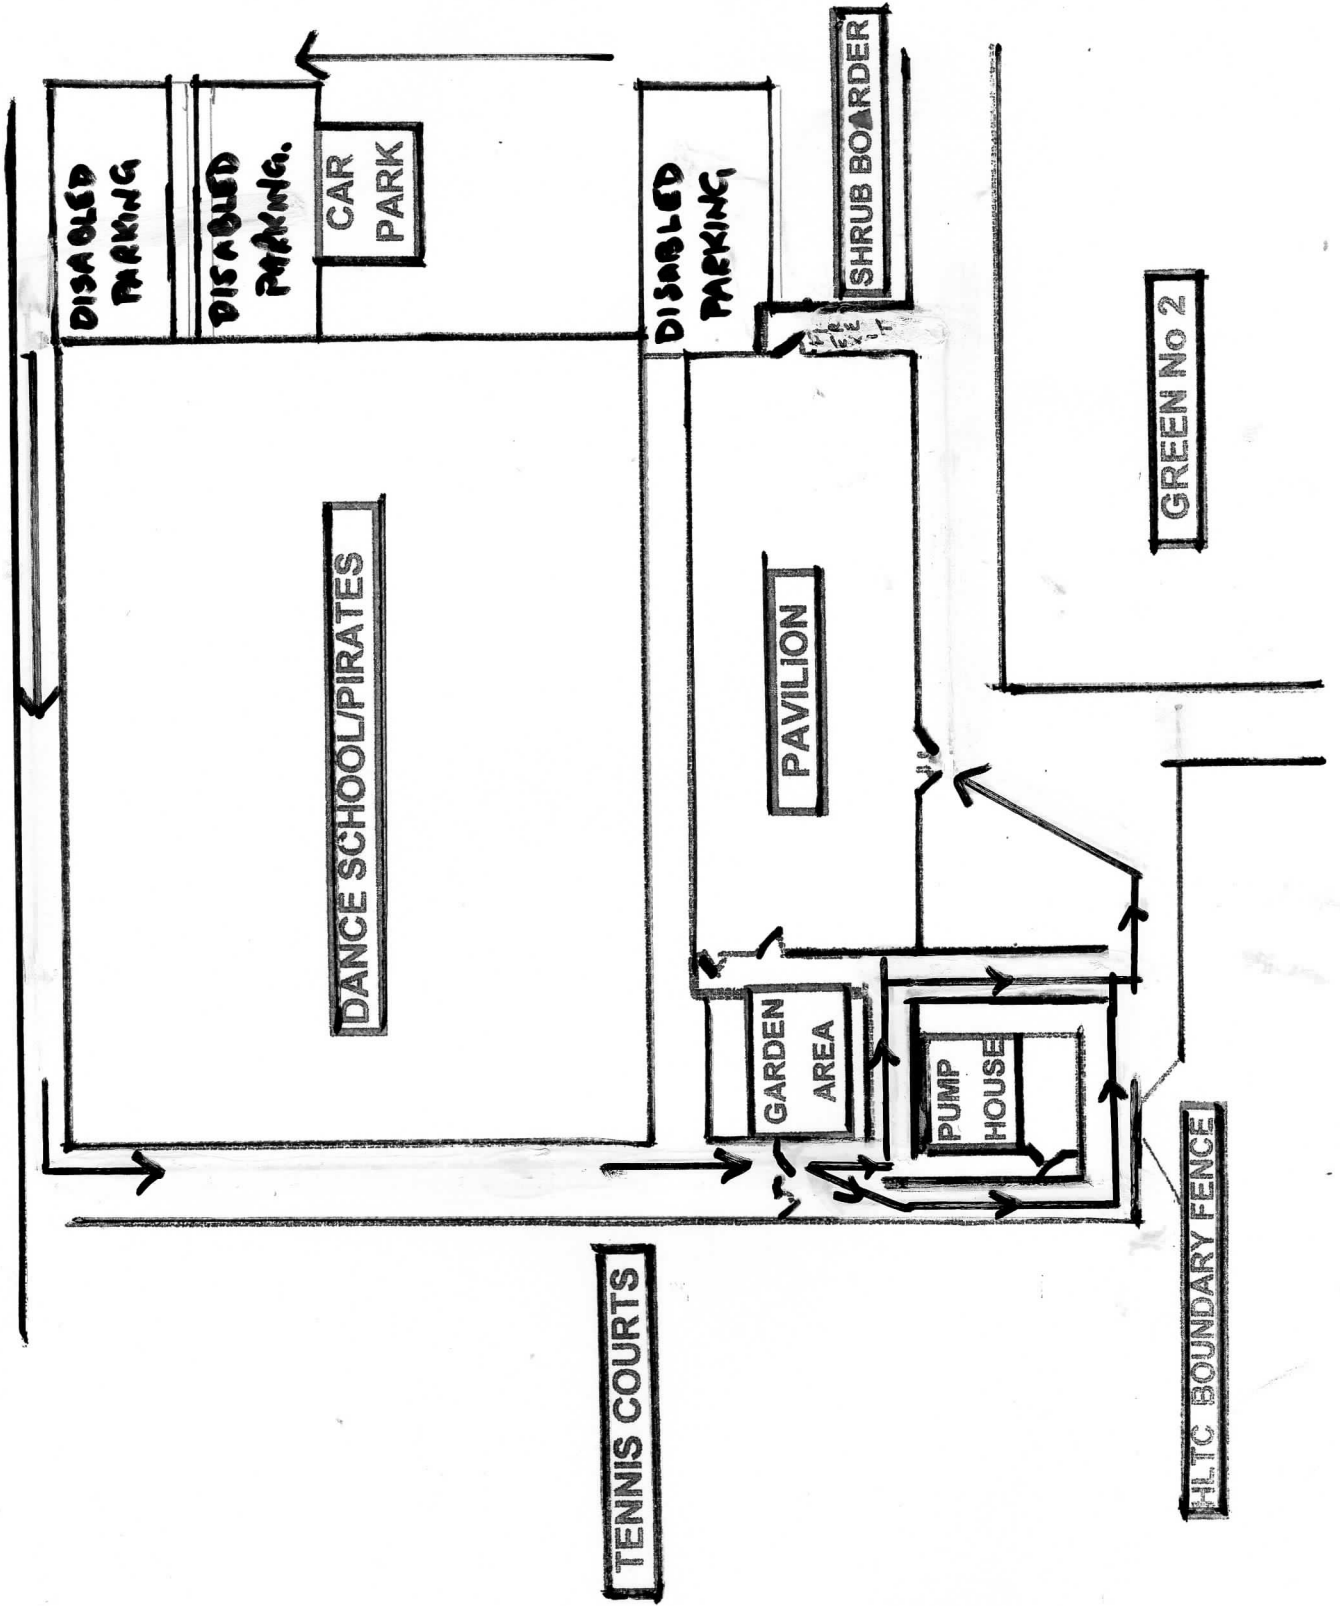 DISABLED
PARKING
DISABLED
PARKING.
CAR
PARK
DISABLED
PARKING
SHRUB BOARDER
GREEN No 2
DANCE SCHOOL/PIRATES
PAVILION
GARDEN
AREA
PUMP
HOUSE
TENNIS COURTS
HLTC BOUNDARY FENCE